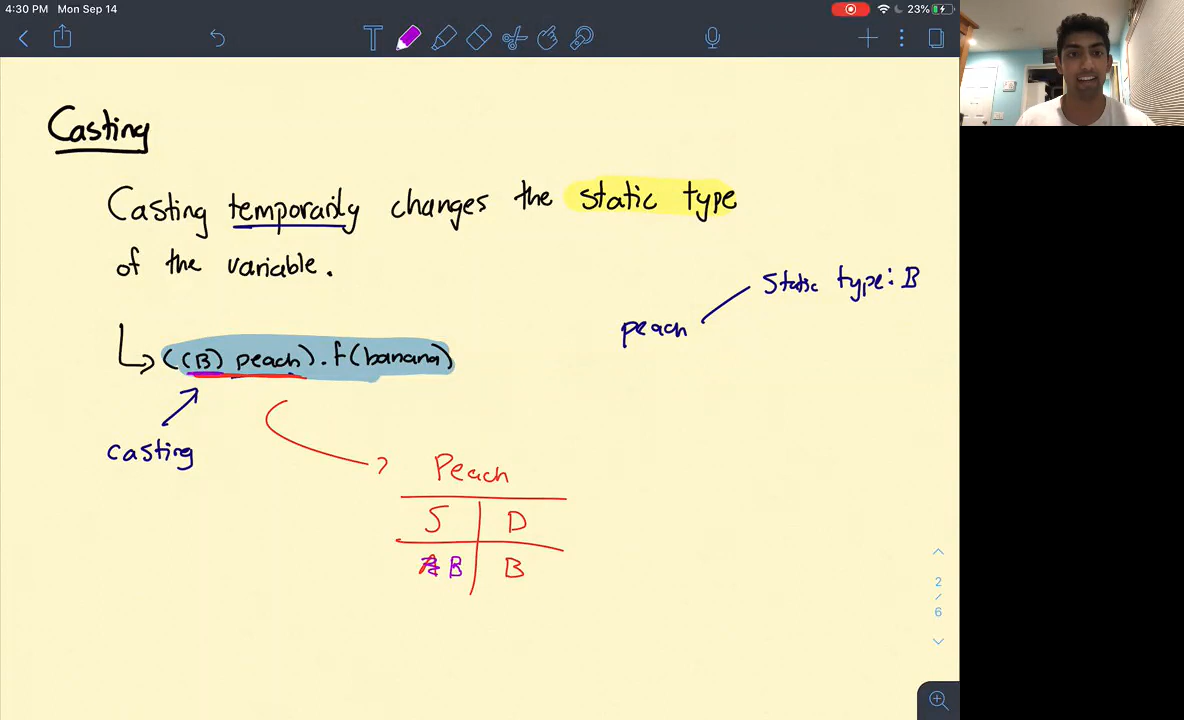 4:30 PM Mon Sep 14
23%
T
Casting
Casting temporarily changes the static type
of the variable.
Static type: B
peach
((B) peach).f(banana)
casting
Peach
S D
A B B
2
/
6